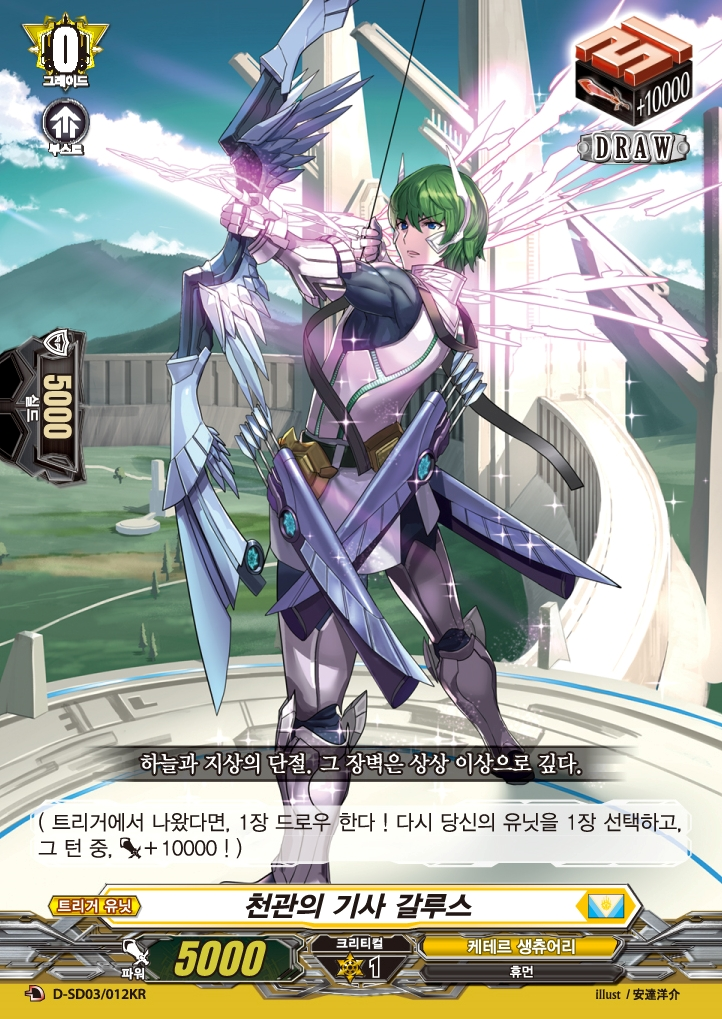 0
그레이드
부스트
引
+10000
DRAW
5000
실드
하늘과 지상의 단절. 그 장벽은 상상 이상으로 깊다.
( 트리거에서 나왔다면, 1장 드로우 한다 ! 다시 당신의 유닛을 1장 선택하고,
그 턴 중, +10000 ! )
트리거 유닛
천관의 기사 갈루스
파워
5000
크리티컬
1
케테르 생츄어리
휴먼
D-SD03/012KR
illust / 安達洋介